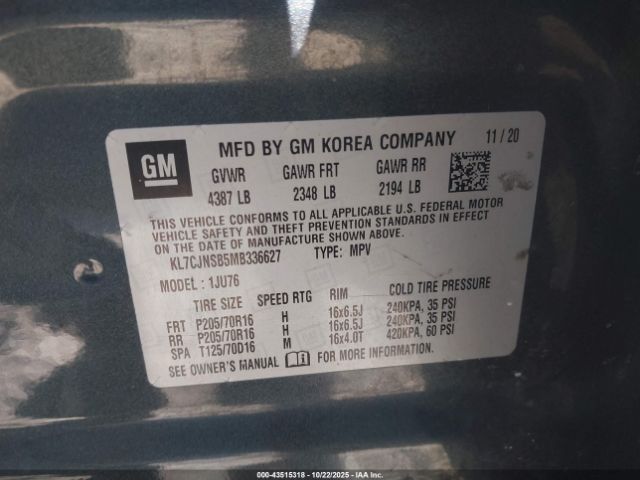 GM
MFD BY GM KOREA COMPANY 11 / 20
GVWR GAWR FRT GAWR RR
4387 LB 2348 LB 2194 LB
THIS VEHICLE CONFORMS TO ALL APPLICABLE U.S. FEDERAL MOTOR
VEHICLE SAFETY AND THEFT PREVENTION STANDARDS IN EFFECT
ON THE DATE OF MANUFACTURE SHOWN ABOVE.
KL7CJNSB5MB336627 TYPE: MPV
MODEL : 1JU76
TIRE SIZE SPEED RTG RIM COLD TIRE PRESSURE
FRT P205/70R16 H 16x6.5J 240KPA, 35 PSI
RR P205/70R16 H 16x6.5J 240KPA, 35 PSI
SPA T125/70D16 M 16x4.0T 420KPA, 60 PSI
SEE OWNER'S MANUAL FOR MORE INFORMATION.
000-43515318 - 10/22/2025 - IAA Inc.